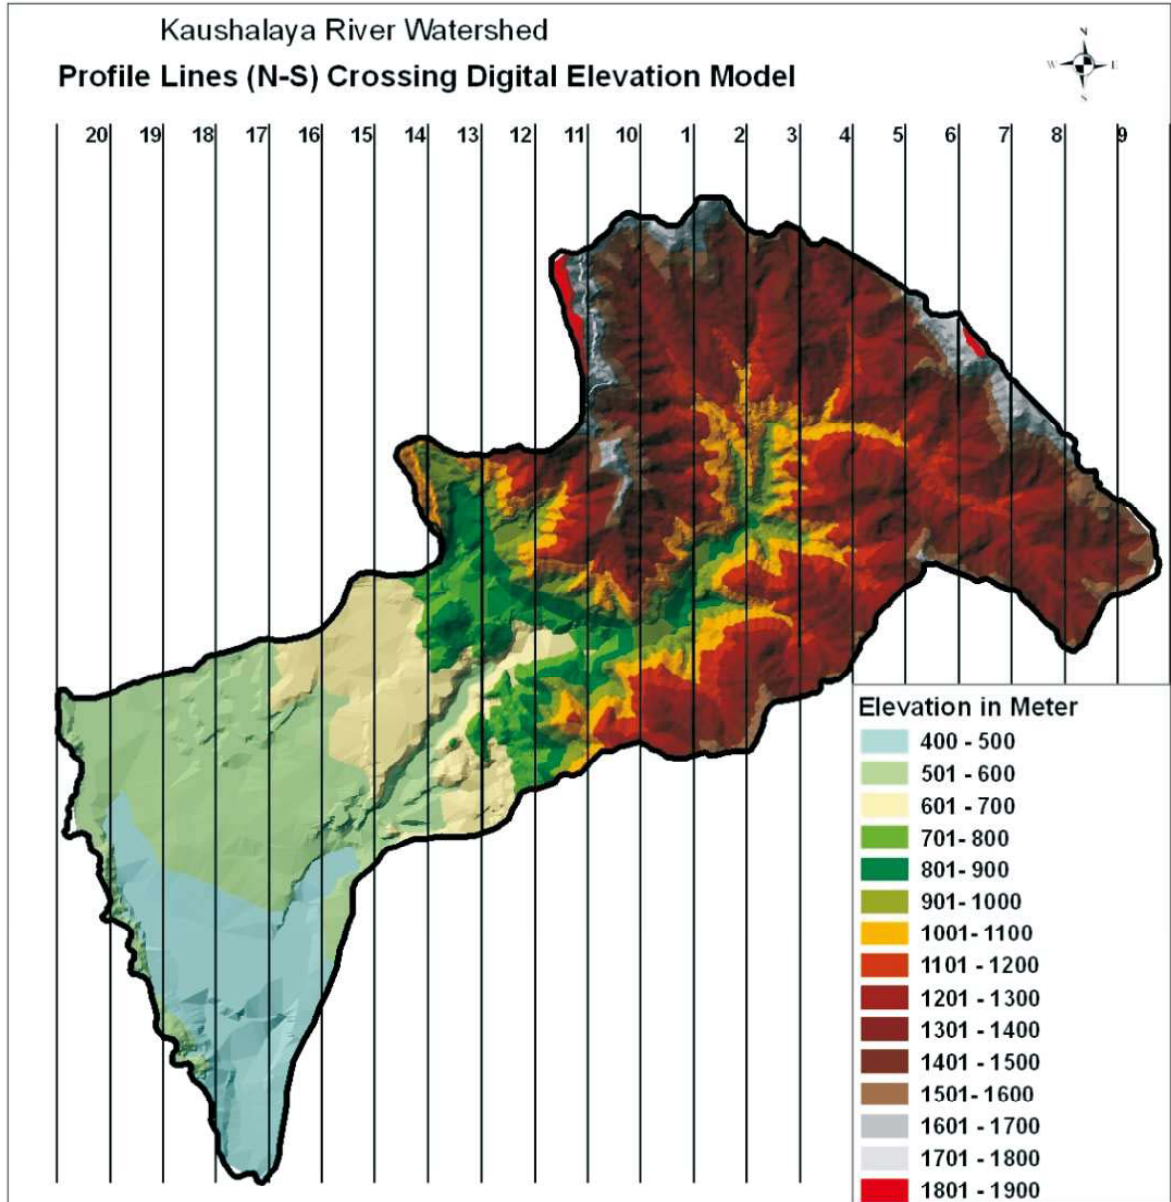 Kaushalaya River Watershed
Profile Lines (N-S) Crossing Digital Elevation Model
N
W E
S
20 19 18 17 16 15 14 13 12 11 10 1 2 3 4 5 6 7 8 9
Elevation in Meter
400 - 500
501 - 600
601 - 700
701- 800
801- 900
901- 1000
1001- 1100
1101 - 1200
1201 - 1300
1301 - 1400
1401 - 1500
1501- 1600
1601 - 1700
1701 - 1800
1801 - 1900